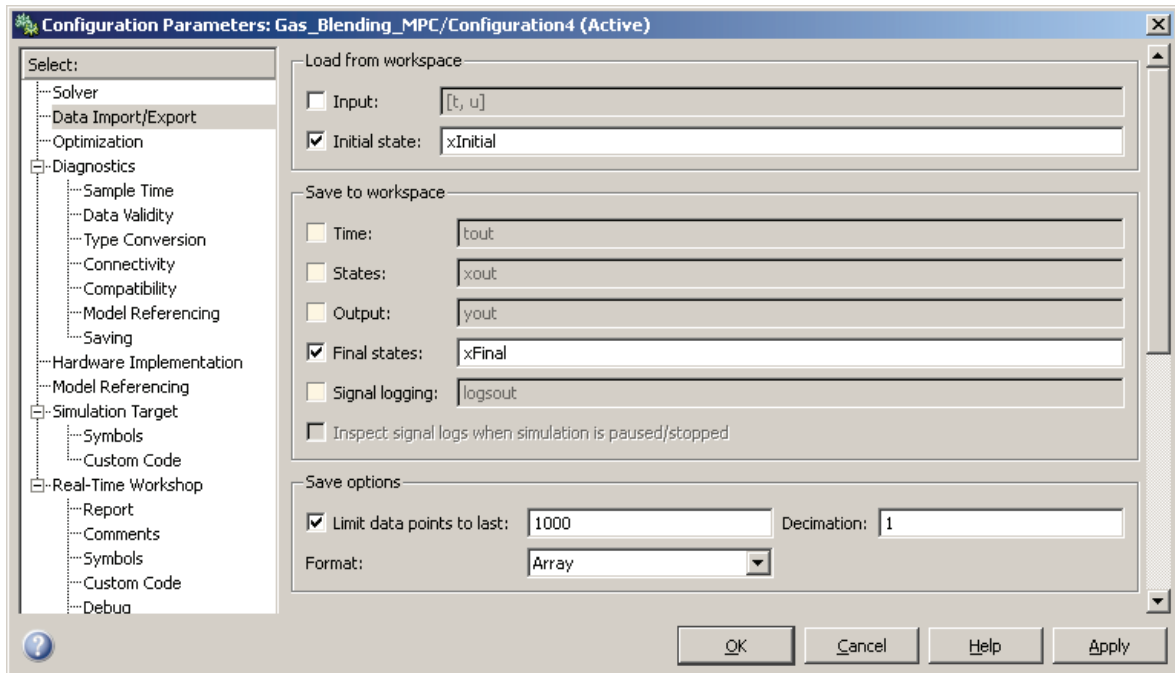 Configuration Parameters: Gas_Blending_MPC/Configuration4 (Active)
Select:
Solver
Data Import/Export
Optimization
Diagnostics
Sample Time
Data Validity
Type Conversion
Connectivity
Compatibility
Model Referencing
Saving
Hardware Implementation
Model Referencing
Simulation Target
Symbols
Custom Code
Real-Time Workshop
Report
Comments
Symbols
Custom Code
Debug
Load from workspace
Input: [t, u]
Initial state: xInitial
Save to workspace
Time: tout
States: xout
Output: yout
Final states: xFinal
Signal logging: logsout
Inspect signal logs when simulation is paused/stopped
Save options
Limit data points to last: 1000 Decimation: 1
Format: Array
? OK Cancel Help Apply